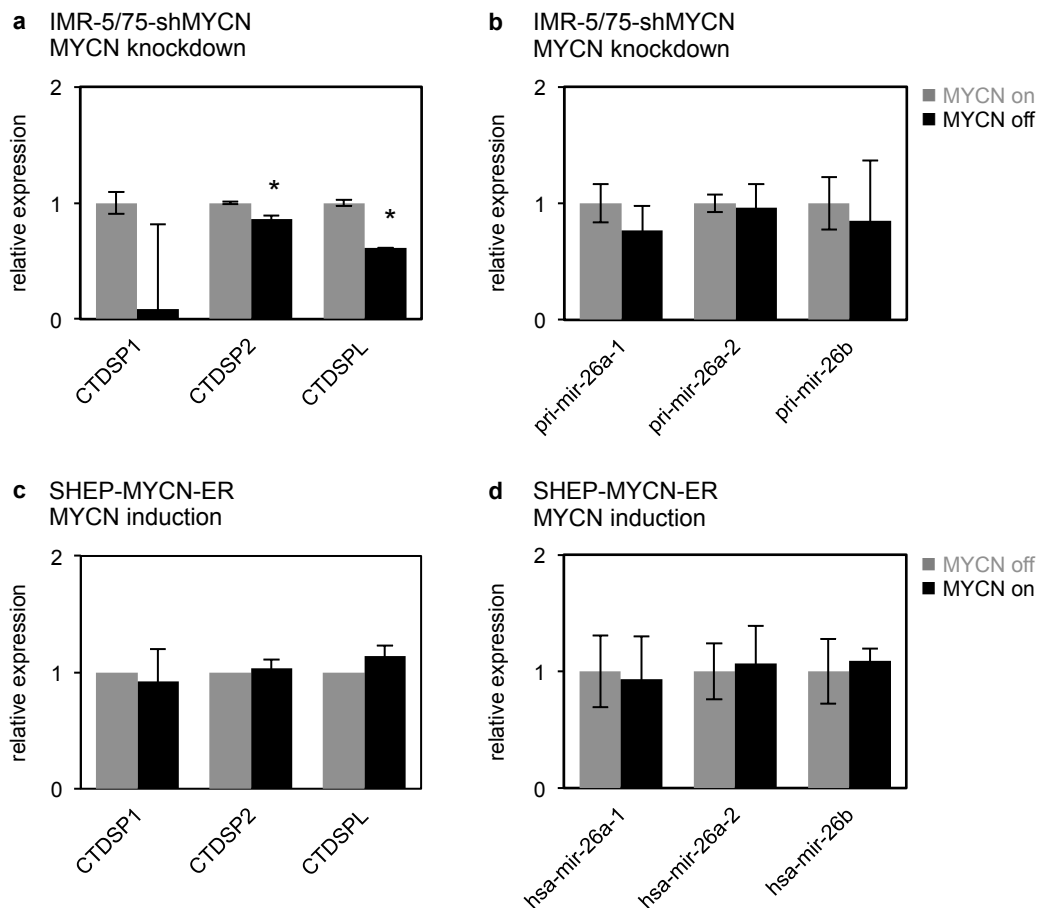 a IMR-5/75-shMYCN
MYCN knockdown
relative expression
2
1
0
*
*
CTDSP1
CTDSP2
CTDSPL
b IMR-5/75-shMYCN
MYCN knockdown
relative expression
2
1
0
pri-mir-26a-1
pri-mir-26a-2
pri-mir-26b
MYCN on
MYCN off
c SHEP-MYCN-ER
MYCN induction
relative expression
2
1
0
CTDSP1
CTDSP2
CTDSPL
d SHEP-MYCN-ER
MYCN induction
relative expression
2
1
0
hsa-mir-26a-1
hsa-mir-26a-2
hsa-mir-26b
MYCN off
MYCN on